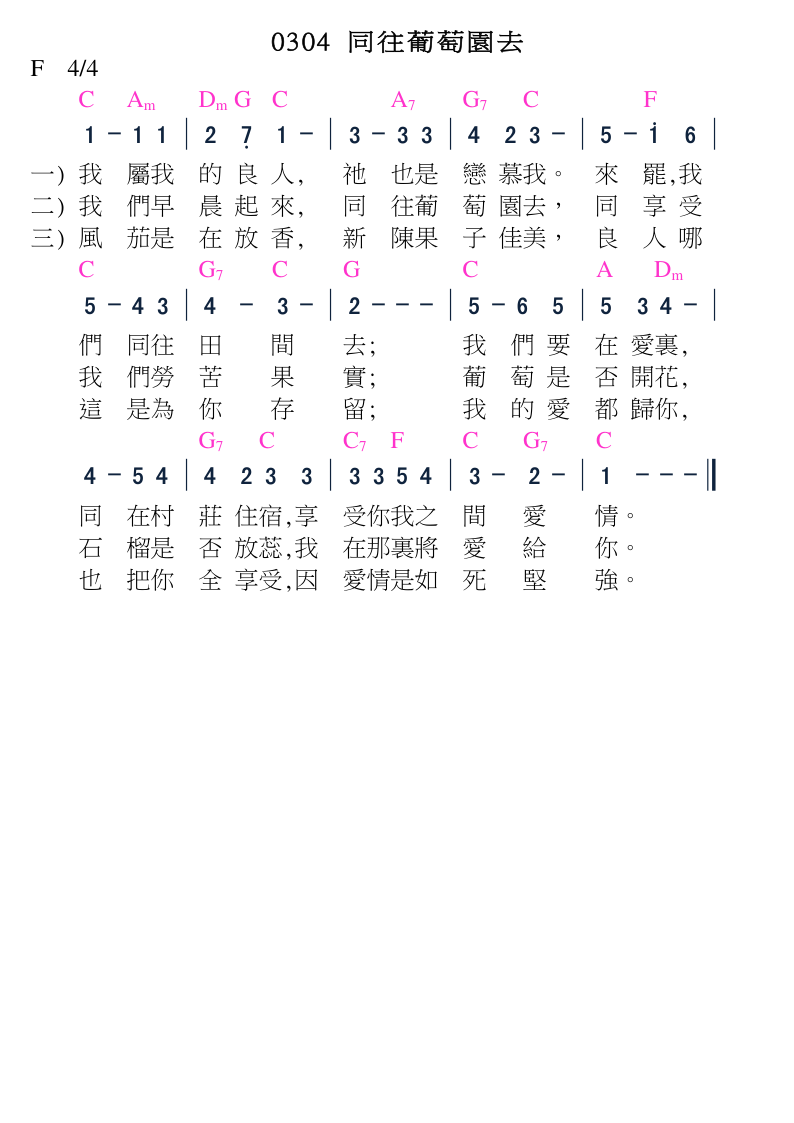 0304 同往葡萄園去
F 4/4
C Am Dm G C A7 G7 C F
1 - 1 1 | 2 7̣ 1 - | 3 - 3 3 | 4 2 3 - | 5 - 1̇ 6 |
一) 我 屬我 的 良 人, 祂 也是 戀 慕我。 來 罷,我
二) 我 們早 晨 起 來, 同 往葡 萄 園去， 同 享 受
三) 風 茄是 在 放 香, 新 陳果 子 佳美， 良 人 哪
C G7 C G C A Dm
5 - 4 3 | 4 - 3 - | 2 - - - | 5 - 6 5 | 5 3 4 - |
們 同往 田 間 去; 我 們 要 在 愛裏,
我 們勞 苦 果 實; 葡 萄 是 否 開花,
這 是為 你 存 留; 我 的 愛 都 歸你,
G7 C C7 F C G7 C
4 - 5 4 | 4 2 3 3 | 3 3 5 4 | 3 - 2 - | 1 - - - ‖
同 在村 莊 住宿,享 受你我之 間 愛 情。
石 榴是 否 放蕊,我 在那裏將 愛 給 你。
也 把你 全 享受,因 愛情是如 死 堅 強。